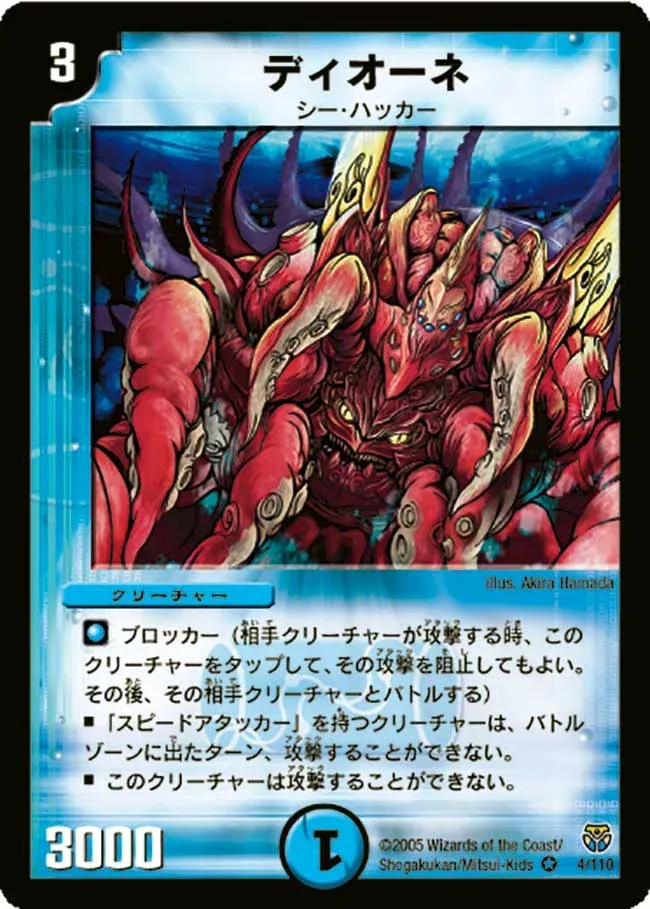 3
ディオーネ
シー・ハッカー
illus. Akira Hamada
クリーチャー
ブロッカー（相手クリーチャーが攻撃する時、この
クリーチャーをタップして、その攻撃を阻止してもよい。
その後、その相手クリーチャーとバトルする）
■ 「スピードアタッカー」を持つクリーチャーは、バトル
ゾーンに出たターン、攻撃することができない。
■ このクリーチャーは攻撃することができない。
3000
1
©2005 Wizards of the Coast/
Shogakukan/Mitsui-Kids
4/110